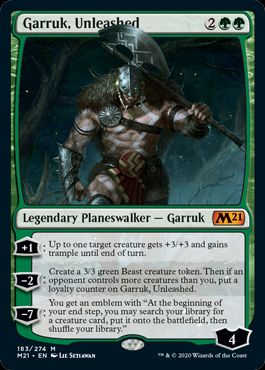 Garruk, Unleashed 2
M21
Legendary Planeswalker — Garruk
+1: Up to one target creature gets +3/+3 and gains
trample until end of turn.
Create a 3/3 green Beast creature token. Then if an
−2: opponent controls more creatures than you, put a
loyalty counter on Garruk, Unleashed.
You get an emblem with “At the beginning of
your end step, you may search your library for
−7: a creature card, put it onto the battlefield, then
shuffle your library.”
4
183/274 M
M21 • EN Lee Setiawan
™ & © 2020 Wizards of the Coast